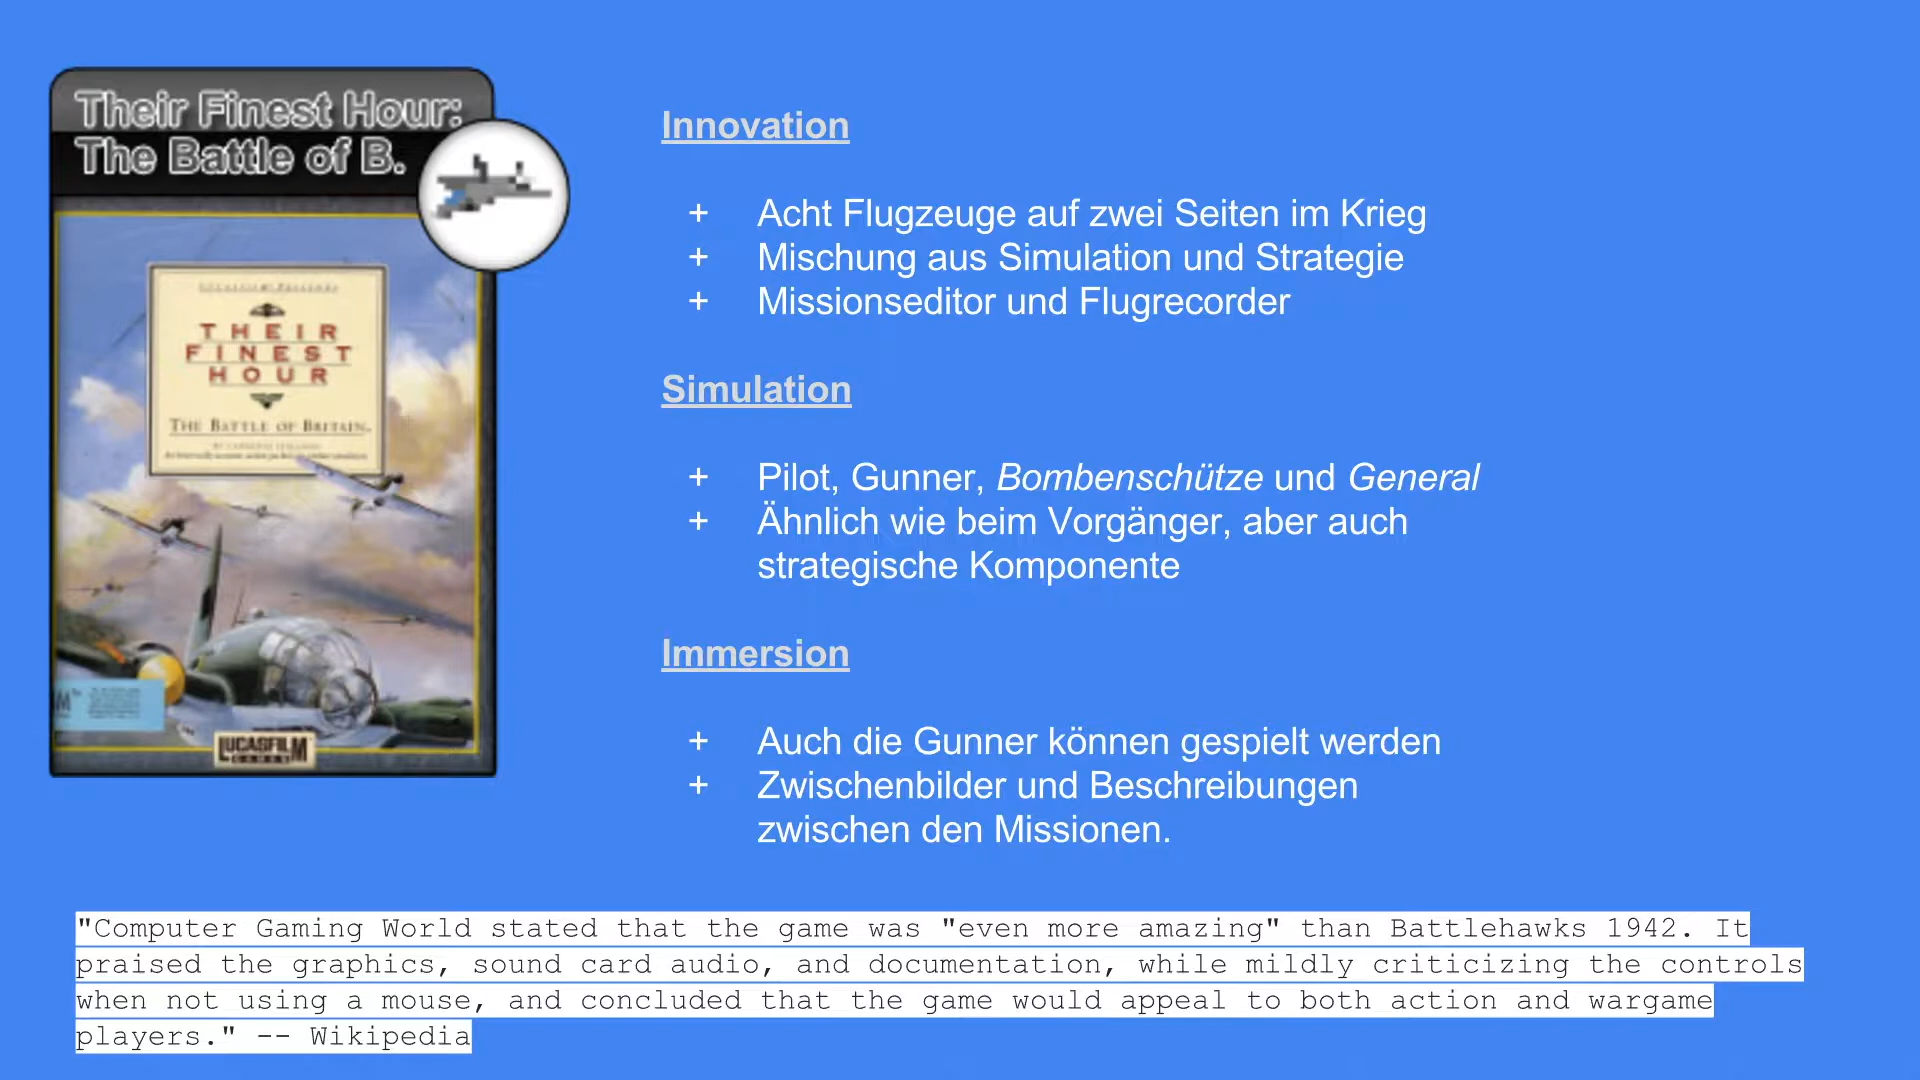 Their Finest Hour:
The Battle of B.
THEIR
FINEST
HOUR
THE BATTLE OF BRITAIN
LUCASFILM
GAMES
Innovation
+ Acht Flugzeuge auf zwei Seiten im Krieg
+ Mischung aus Simulation und Strategie
+ Missionseditor und Flugrecorder
Simulation
+ Pilot, Gunner, Bombenschütze und General
+ Ähnlich wie beim Vorgänger, aber auch
strategische Komponente
Immersion
+ Auch die Gunner können gespielt werden
+ Zwischenbilder und Beschreibungen
zwischen den Missionen.
"Computer Gaming World stated that the game was "even more amazing" than Battlehawks 1942. It
praised the graphics, sound card audio, and documentation, while mildly criticizing the controls
when not using a mouse, and concluded that the game would appeal to both action and wargame
players." -- Wikipedia